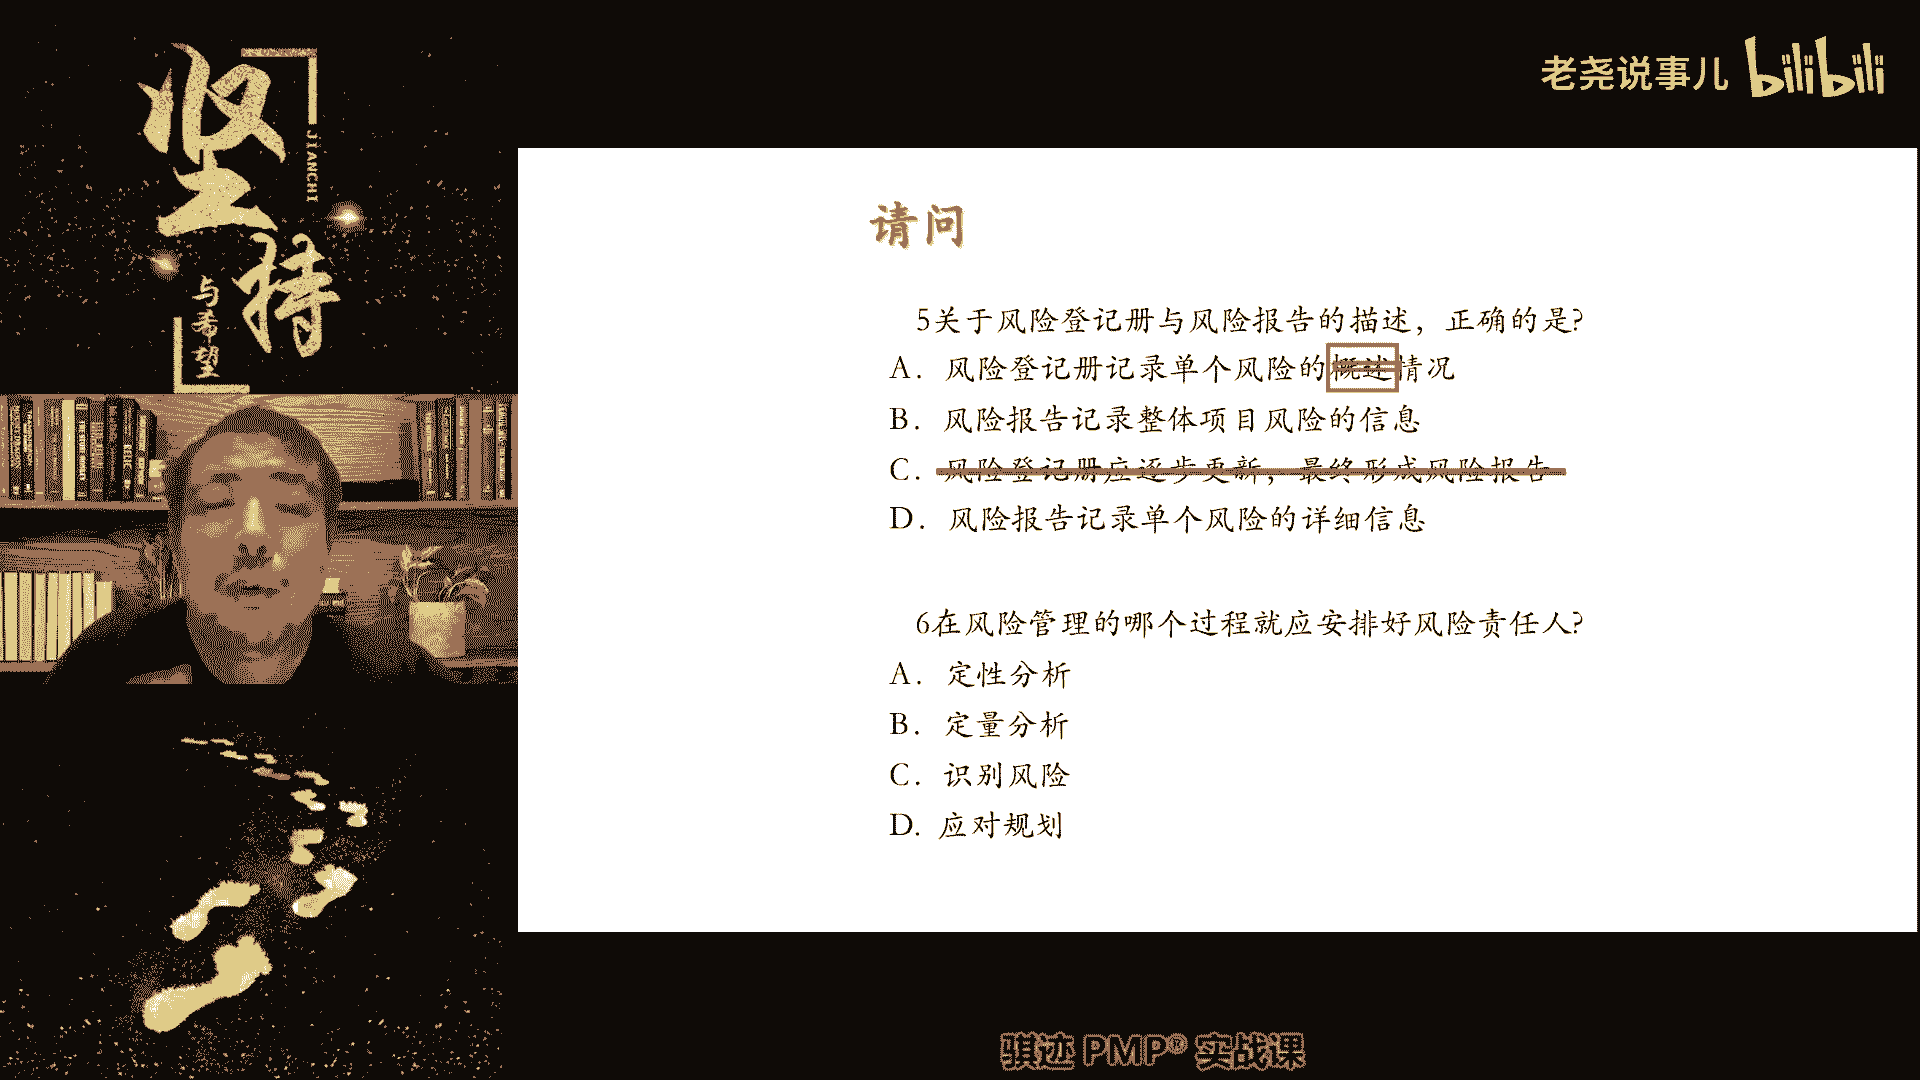 坚持
JIANCHI
与希望
老尧说事儿 bilibili
请问
5关于风险登记册与风险报告的描述，正确的是?
A. 风险登记册记录单个风险的概述情况
B. 风险报告记录整体项目风险的信息
C. 风险登记册应逐步更新，最终形成风险报告
D. 风险报告记录单个风险的详细信息
6在风险管理的哪个过程就应安排好风险责任人?
A. 定性分析
B. 定量分析
C. 识别风险
D. 应对规划
骐迹 PMP® 实战课